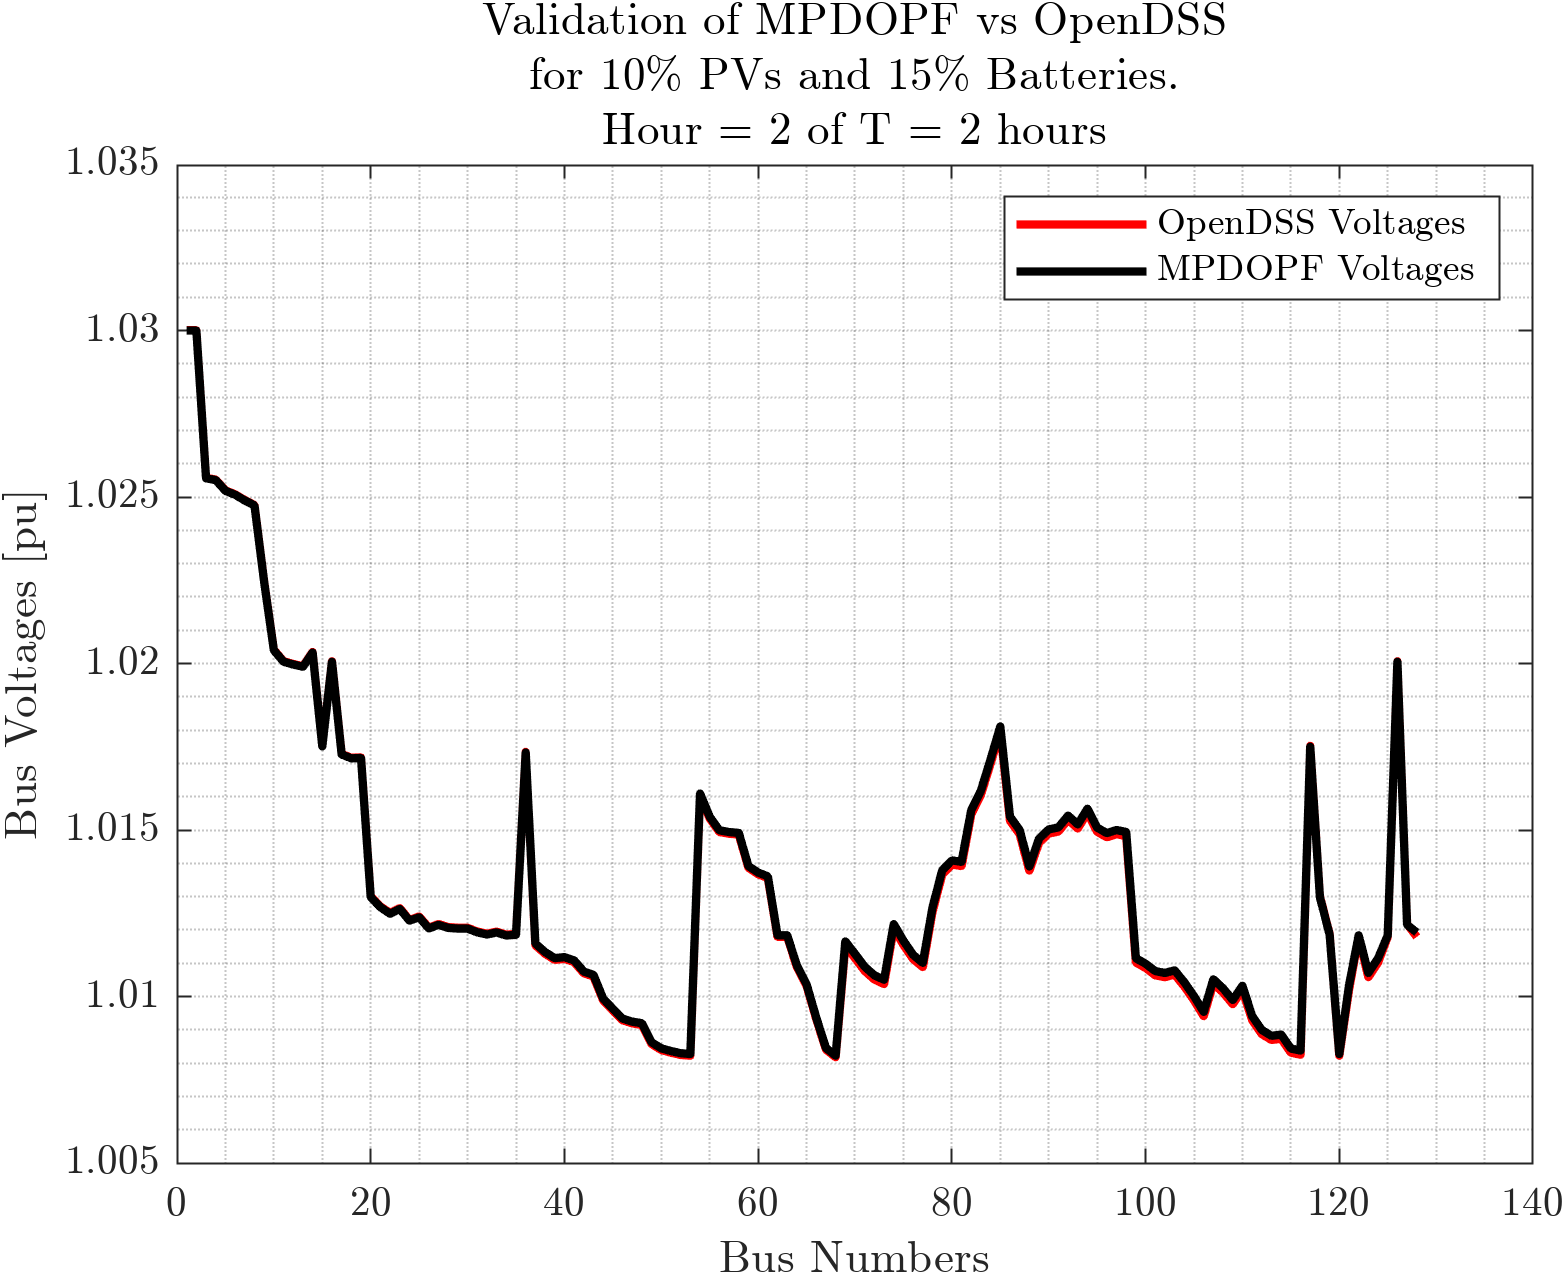 Validation of MPDOPF vs OpenDSS
for 10% PVs and 15% Batteries.
Hour = 2 of T = 2 hours
1.035
1.03
1.025
1.02
1.015
1.01
1.005
Bus Voltages [pu]
OpenDSS Voltages
MPDOPF Voltages
0 20 40 60 80 100 120 140
Bus Numbers